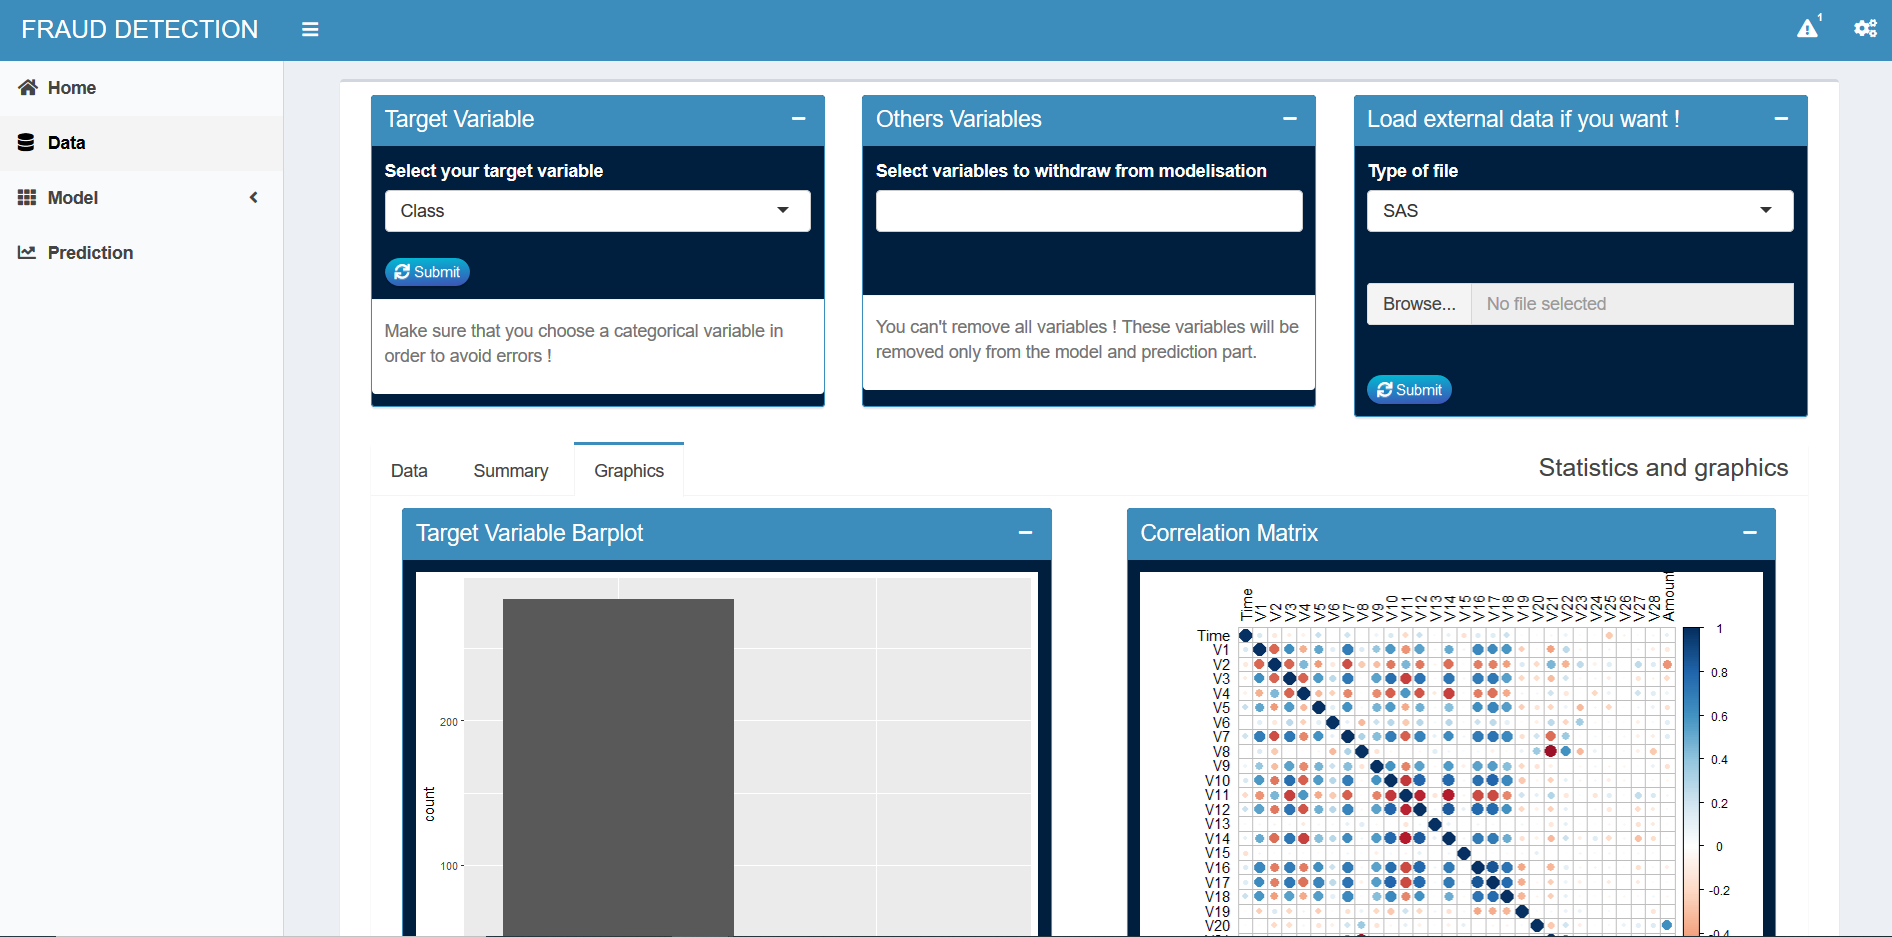 FRAUD DETECTION
1
Home
Data
Model
Prediction
Target Variable
Select your target variable
Class
Submit
Make sure that you choose a categorical variable in
order to avoid errors !
Others Variables
Select variables to withdraw from modelisation
You can't remove all variables ! These variables will be
removed only from the model and prediction part.
Load external data if you want !
Type of file
SAS
Browse... No file selected
Submit
Data Summary Graphics
Statistics and graphics
Target Variable Barplot
count
200
100
Correlation Matrix
Time V1 V2 V3 V4 V5 V6 V7 V8 V9 V10 V11 V12 V13 V14 V15 V16 V17 V18 V19 V20 V21 V22 V23 V24 V25 V26 V27 V28 Amount
Time
V1
V2
V3
V4
V5
V6
V7
V8
V9
V10
V11
V12
V13
V14
V15
V16
V17
V18
V19
V20
1
0.8
0.6
0.4
0.2
0
-0.2
-0.4